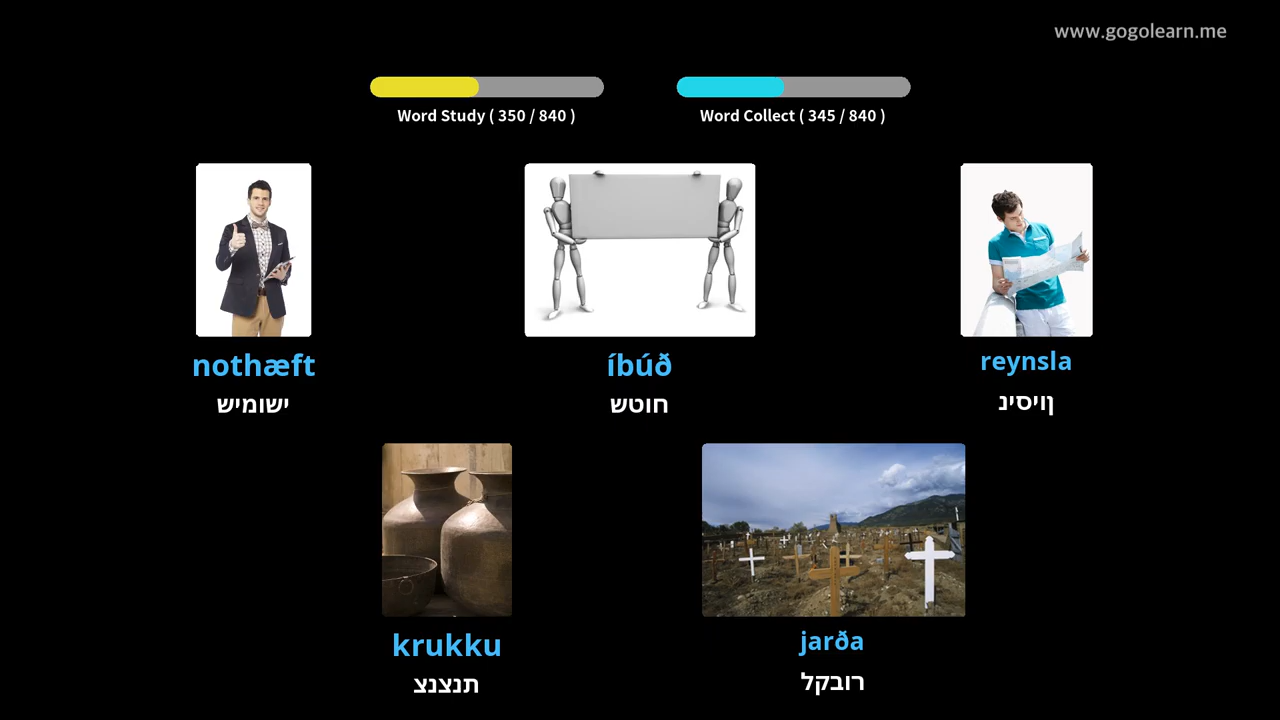 www.gogolearn.me
Word Study ( 350 / 840 )
Word Collect ( 345 / 840 )
nothæft
ישומיש
íbúð
חוטש
reynsla
ןויסינ
krukku
תנצנצ
jarða
רובקל